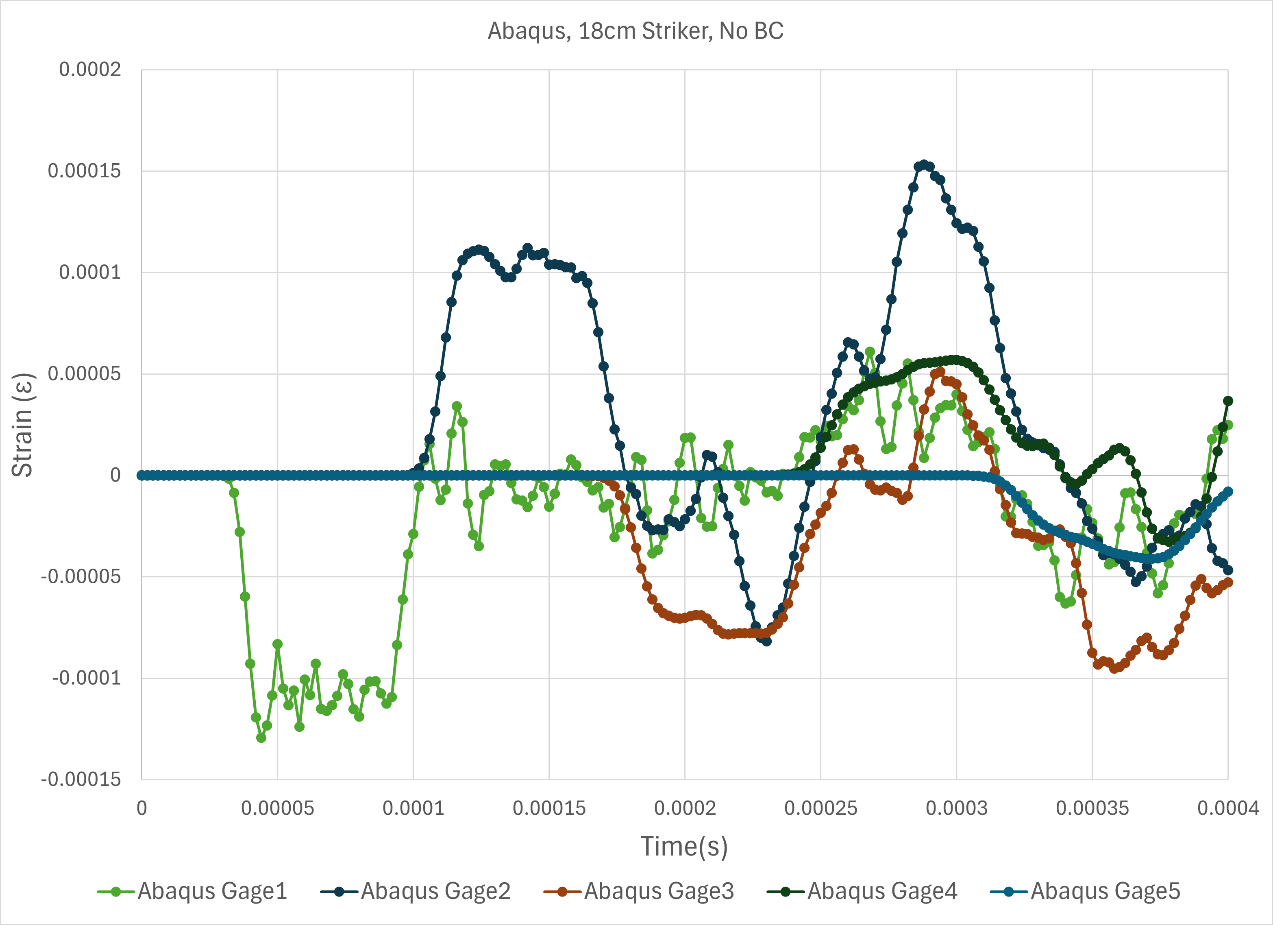 Abaqus, 18cm Striker, No BC
0.0002
0.00015
0.0001
0.00005
0
-0.00005
-0.0001
-0.00015
Strain (ε)
0 0.00005 0.0001 0.00015 0.0002 0.00025 0.0003 0.00035 0.0004
Time(s)
Abaqus Gage1 Abaqus Gage2 Abaqus Gage3 Abaqus Gage4 Abaqus Gage5